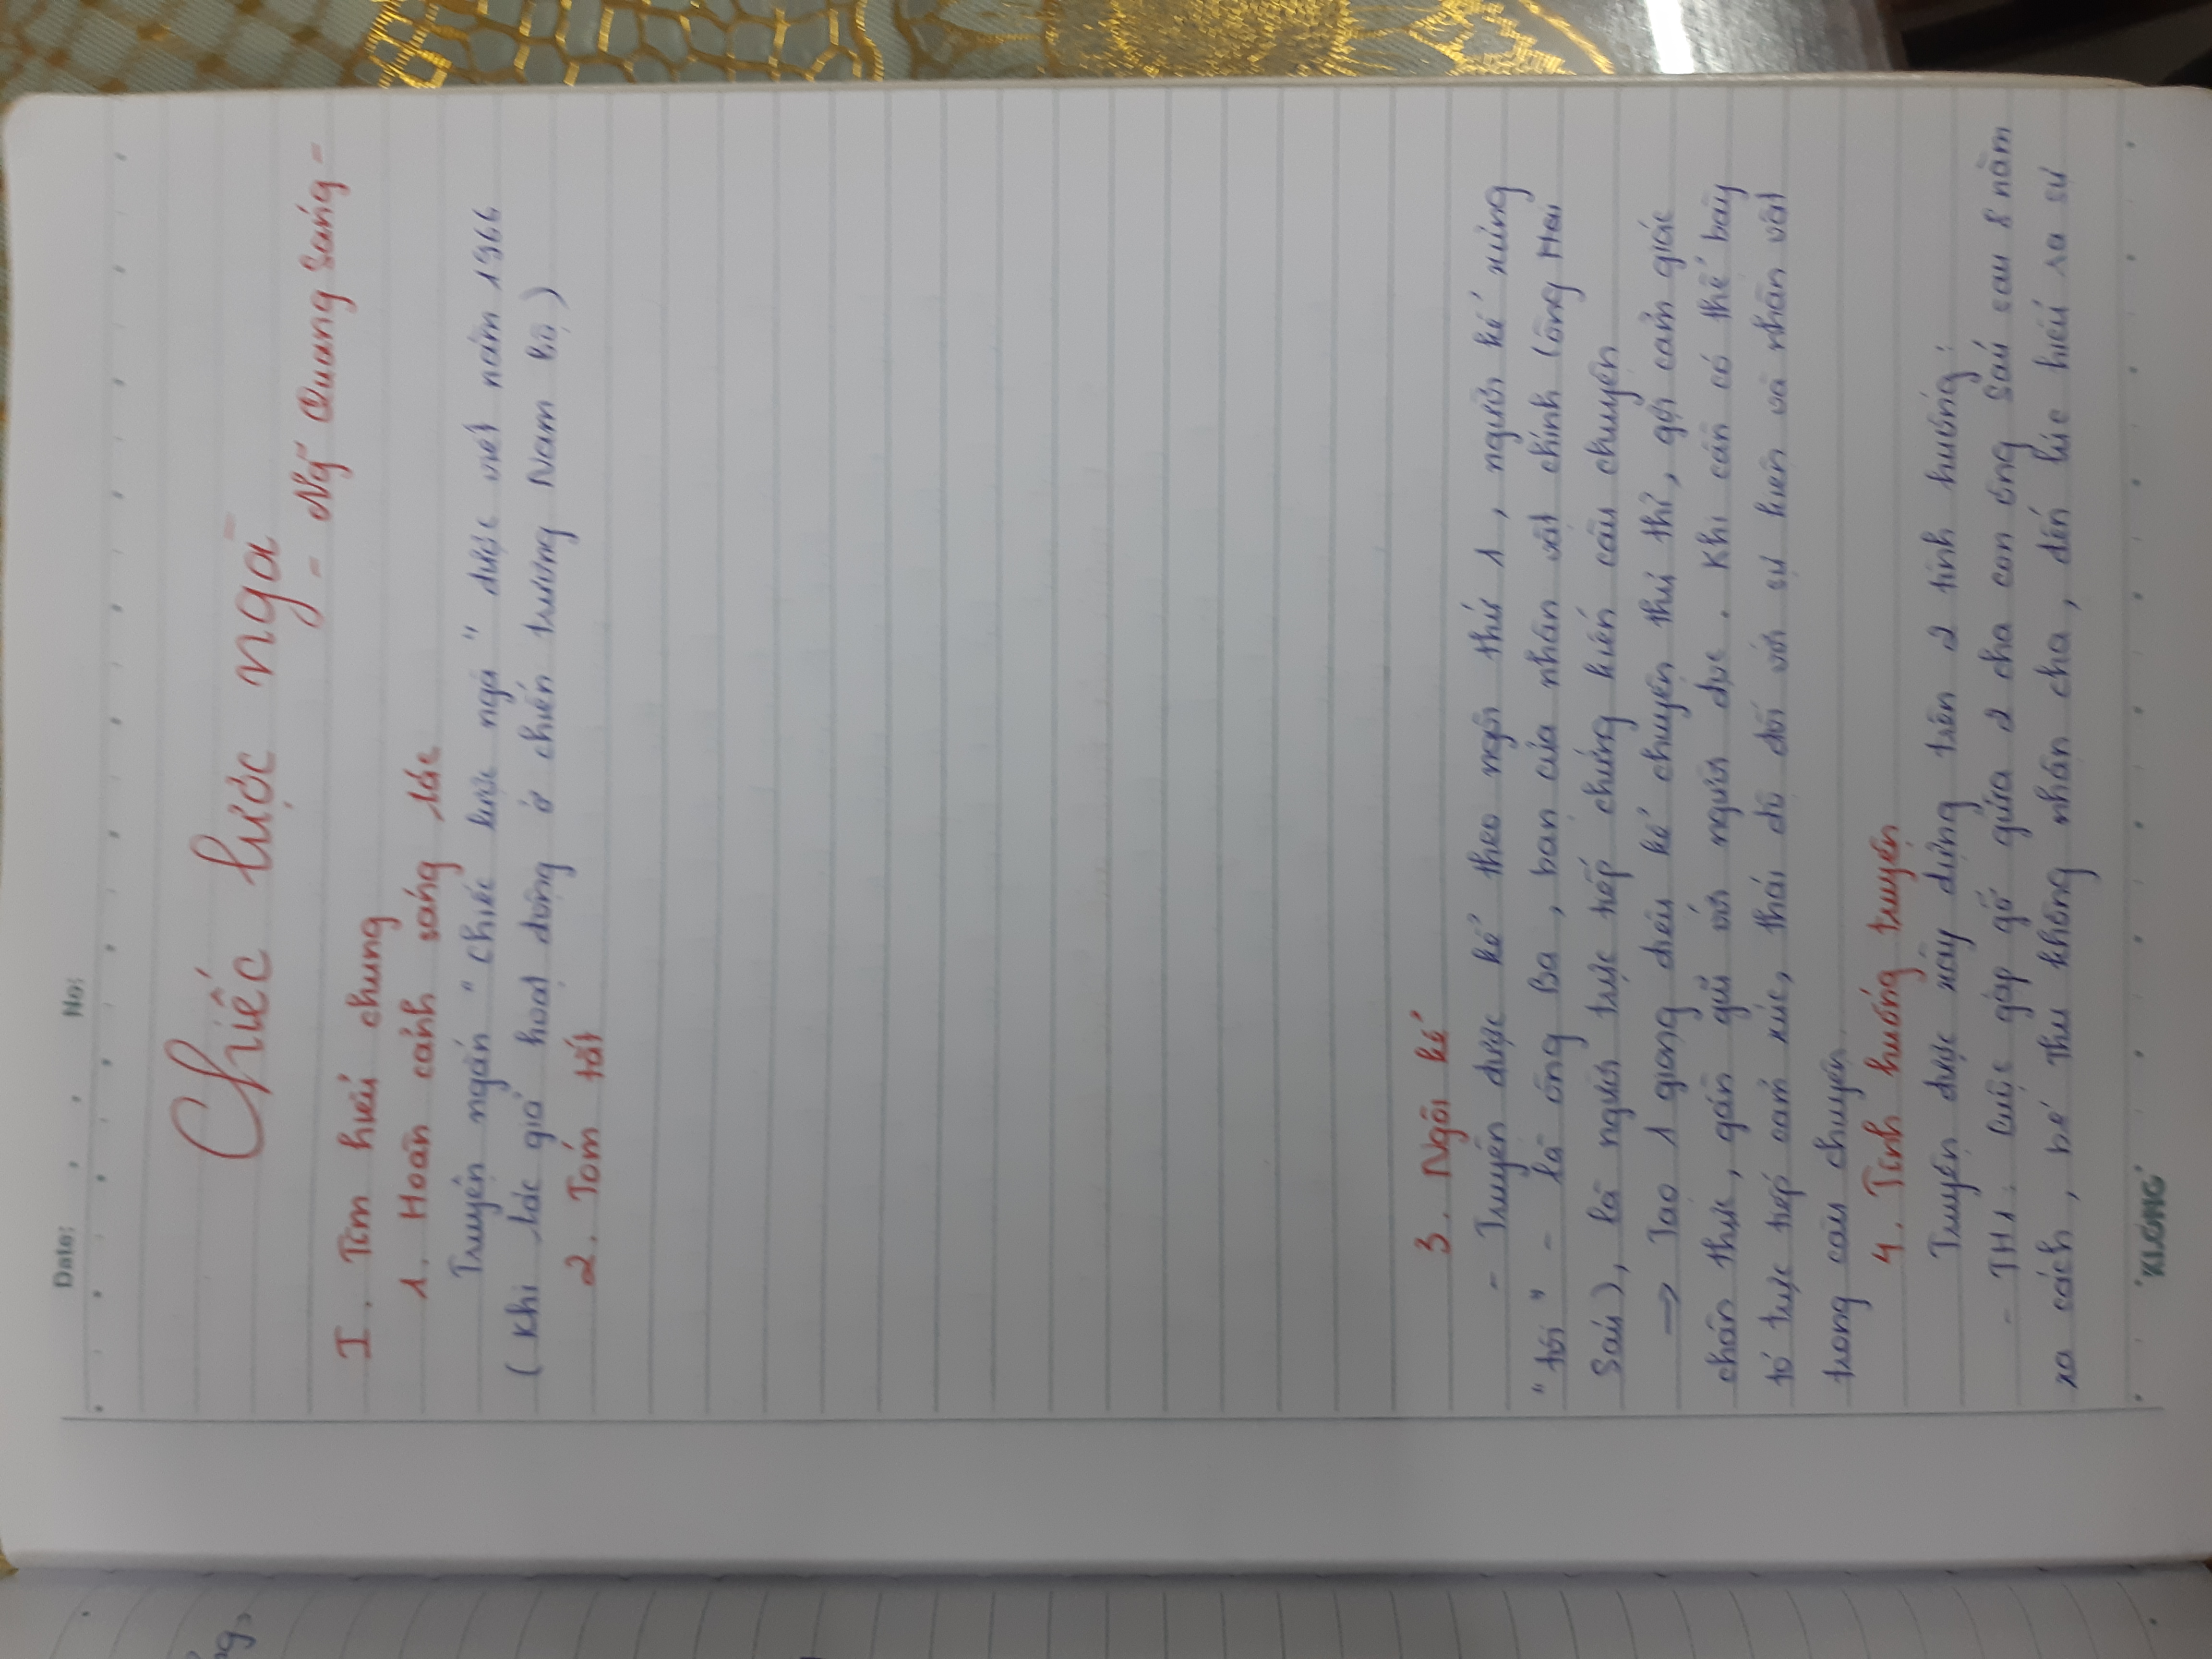 Date: No:
Chiếc lược ngà
- Ng~ Quang Sáng -
I. Tìm hiểu chung
1. Hoàn cảnh sáng tác
Truyện ngắn "Chiếc lược ngà" được viết năm 1966
(Khi tác giả hoạt động ở chiến trường Nam Bộ)
2. Tóm tắt
3. Ngôi kể
- Truyện được kể theo ngôi thứ 1, người kể xưng
"tôi" - là ông Ba, bạn của nhân vật chính (ông Hai
Sáu), là người trực tiếp chứng kiến câu chuyện
→ Tạo 1 giọng điệu kể chuyện thủ thỉ, gợi cảm giác
chân thực, gần gũi với người đọc. Khi cần có thể bày
tỏ trực tiếp cảm xúc, thái độ đối với sự kiện và nhân vật
trong câu chuyện
4. Tình huống truyện
Truyện được xây dựng trên 2 tình huống:
- TH1: Cuộc gặp gỡ giữa 2 cha con ông Sáu sau 8 năm
xa cách, bé Thu không nhận cha, đến lúc hiểu ra sự
"KLONG"